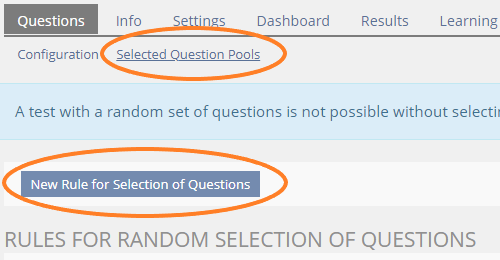 Questions Info Settings Dashboard Results Learning
Configuration Selected Question Pools
A test with a random set of questions is not possible without
New Rule for Selection of Questions
RULES FOR RANDOM SELECTION OF QUESTIONS